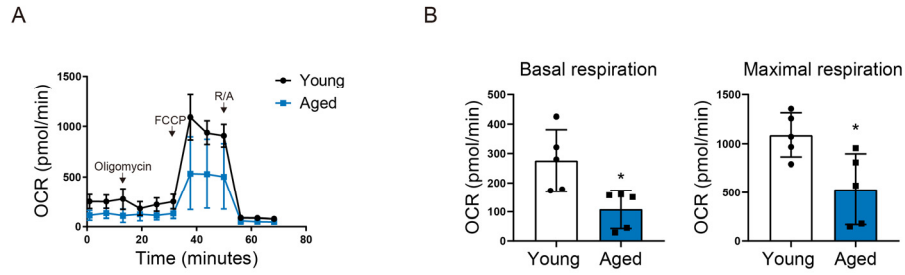 A
OCR (pmol/min)
1500
1000
500
0
0
20
40
60
80
Time (minutes)
Oligomycin
FCCP
R/A
Young
Aged
B
Basal respiration
OCR (pmol/min)
500
400
300
200
100
0
*
Young
Aged
Maximal respiration
OCR (pmol/min)
1500
1000
500
0
*
Young
Aged